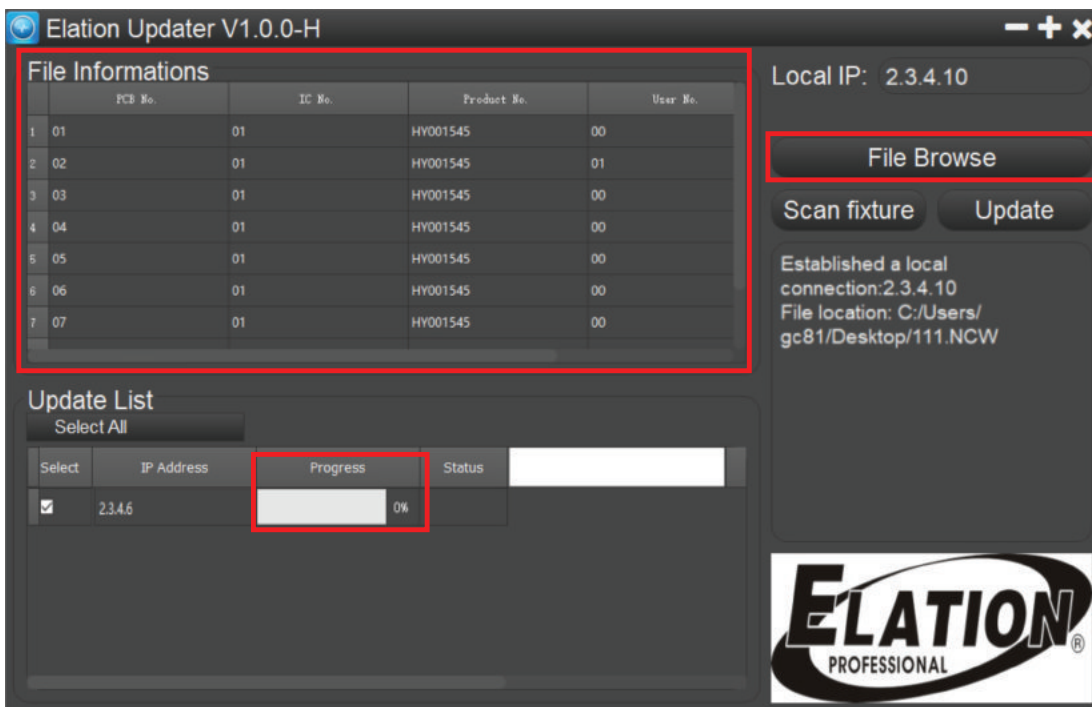 Elation Updater V1.0.0-H
File Informations
PCB No. IC No. Product No. User No.
1 01 01 HY001545 00
2 02 01 HY001545 01
3 03 01 HY001545 00
4 04 01 HY001545 00
5 05 01 HY001545 00
6 06 01 HY001545 00
7 07 01 HY001545 00
Local IP: 2.3.4.10
File Browse
Scan fixture Update
Established a local
connection:2.3.4.10
File location: C:/Users/
gc81/Desktop/111.NCW
Update List
Select All
Select IP Address Progress Status
2.3.4.6 0%
ELATION®
PROFESSIONAL